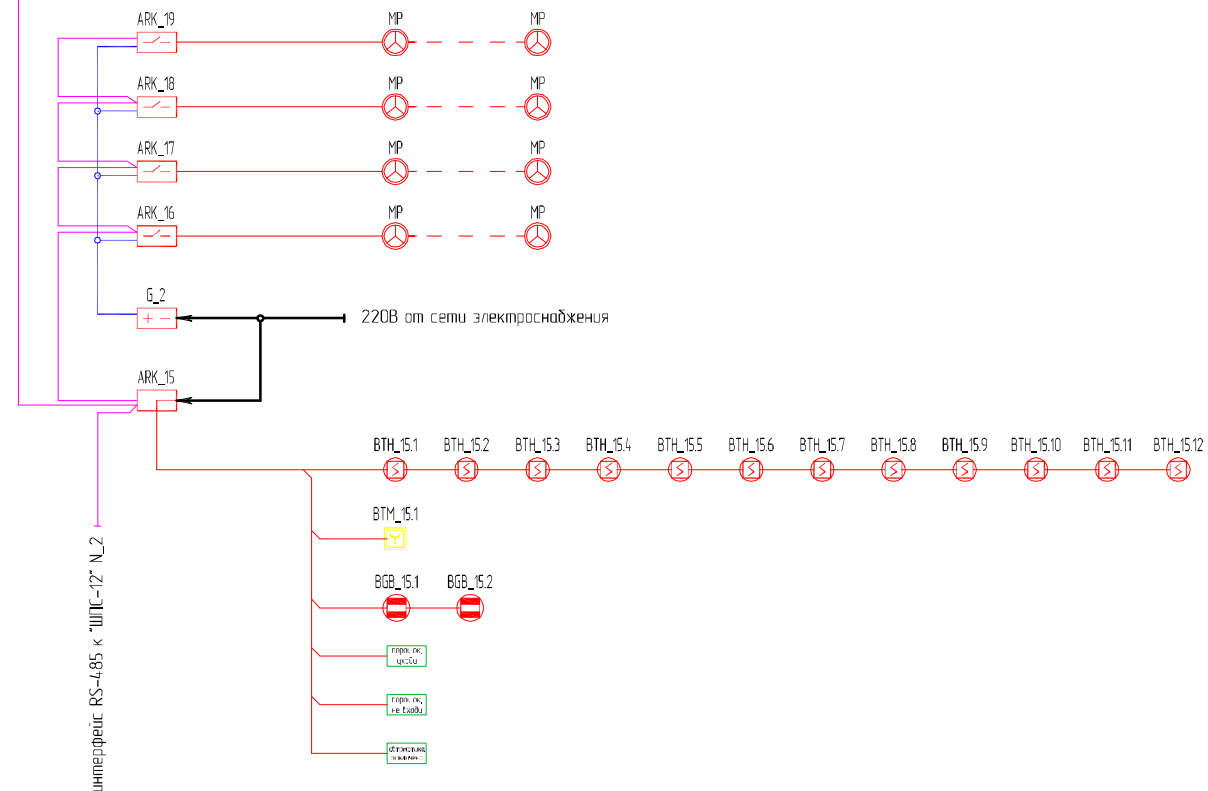 ARK_19
MP
MP
ARK_18
MP
MP
ARK_17
MP
MP
ARK_16
MP
MP
G_2
220В от сети электроснабжения
ARK_15
BTH_15.1
BTH_15.2
BTH_15.3
BTH_15.4
BTH_15.5
BTH_15.6
BTH_15.7
BTH_15.8
BTH_15.9
BTH_15.10
BTH_15.11
BTH_15.12
BTM_15.1
BGB_15.1
BGB_15.2
не входи
интерфейс RS-485 к "ШПС-12" N_2